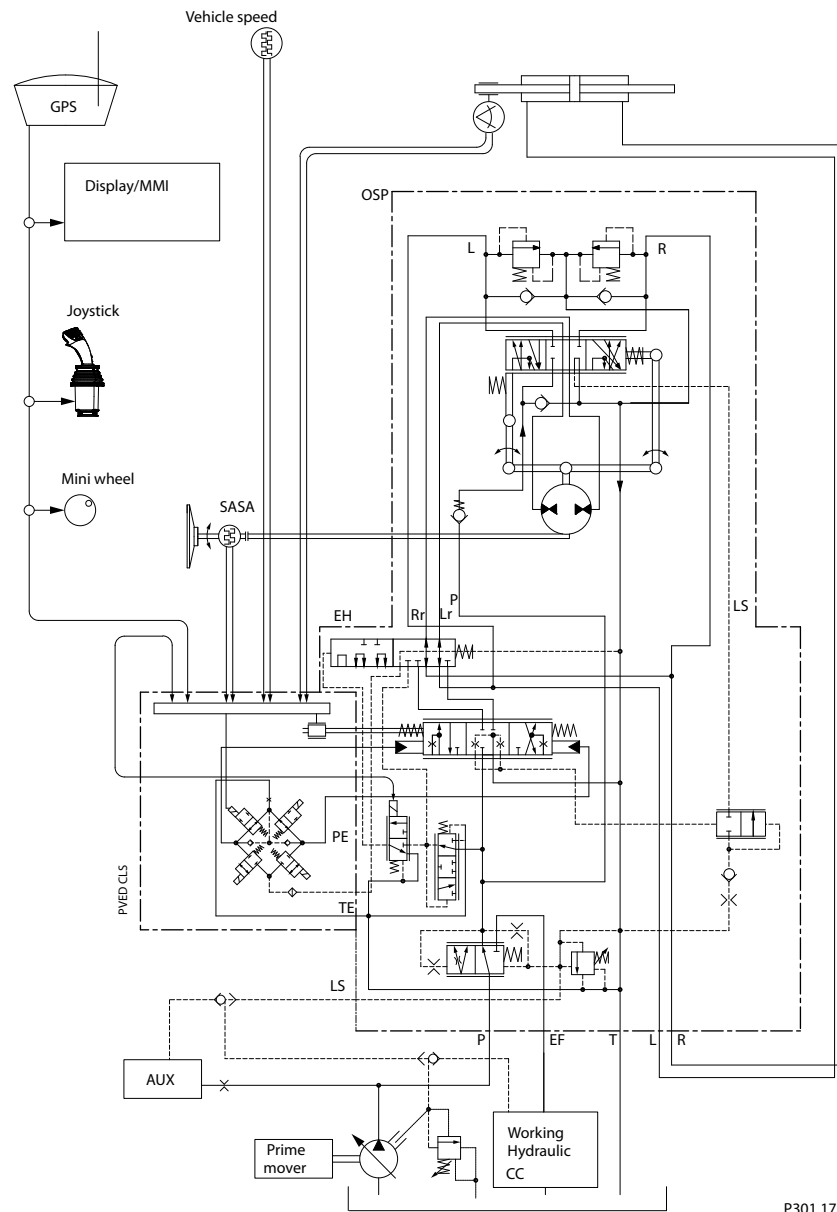 Vehicle speed
GPS
Display/MMI
OSP
L
R
Joystick
Mini wheel
SASA
LS
P
EH
Rr
Lr
PE
PVED CLS
TE
LS
P
EF
T
L
R
AUX
Working
Hydraulic
CC
Prime
mover
P301 17